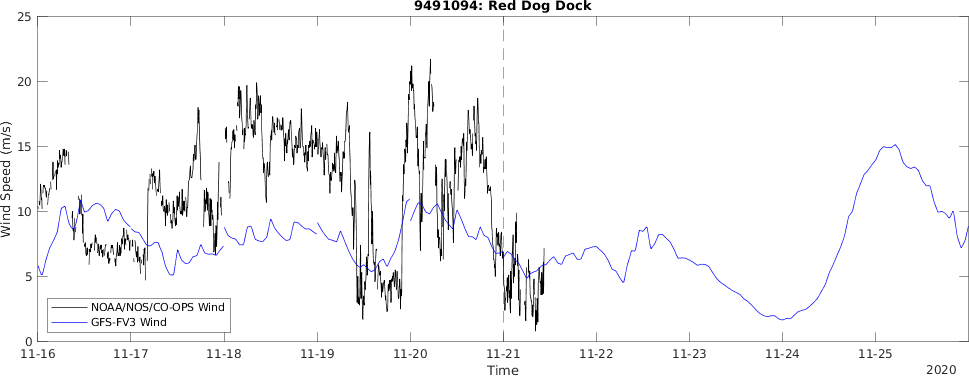 9491094: Red Dog Dock
25
20
15
10
5
0
Wind Speed (m/s)
NOAA/NOS/CO-OPS Wind
GFS-FV3 Wind
11-16 11-17 11-18 11-19 11-20 11-21 11-22 11-23 11-24 11-25
Time
2020